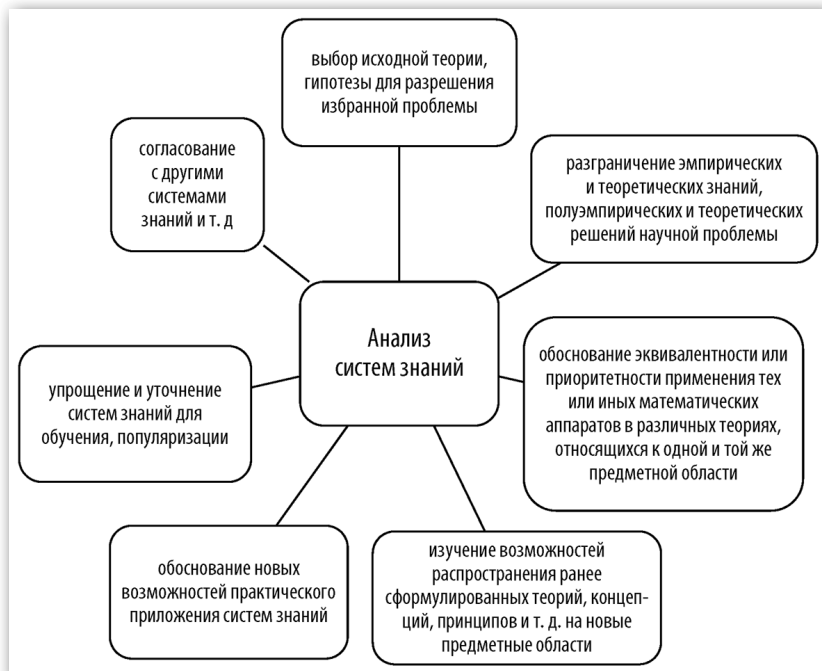 выбор исходной теории,
гипотезы для разрешения
избранной проблемы
согласование
с другими
системами
знаний и т. д
разграничение эмпирических
и теоретических знаний,
полуэмпирических и теоретических
решений научной проблемы
Анализ
систем знаний
упрощение и уточнение
систем знаний для
обучения, популяризации
обоснование эквивалентности или
приоритетности применения тех
или иных математических
аппаратов в различных теориях,
относящихся к одной и той же
предметной области
обоснование новых
возможностей практического
приложения систем знаний
изучение возможностей
распространения ранее
сформулированных теорий, концеп-
ций, принципов и т. д. на новые
предметные области